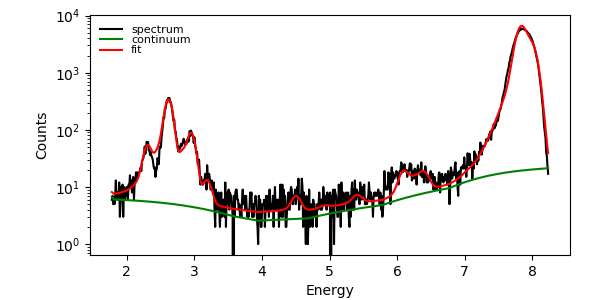 10⁴
10³
10²
10¹
10⁰
Counts
spectrum
continuum
fit
2 3 4 5 6 7 8
Energy